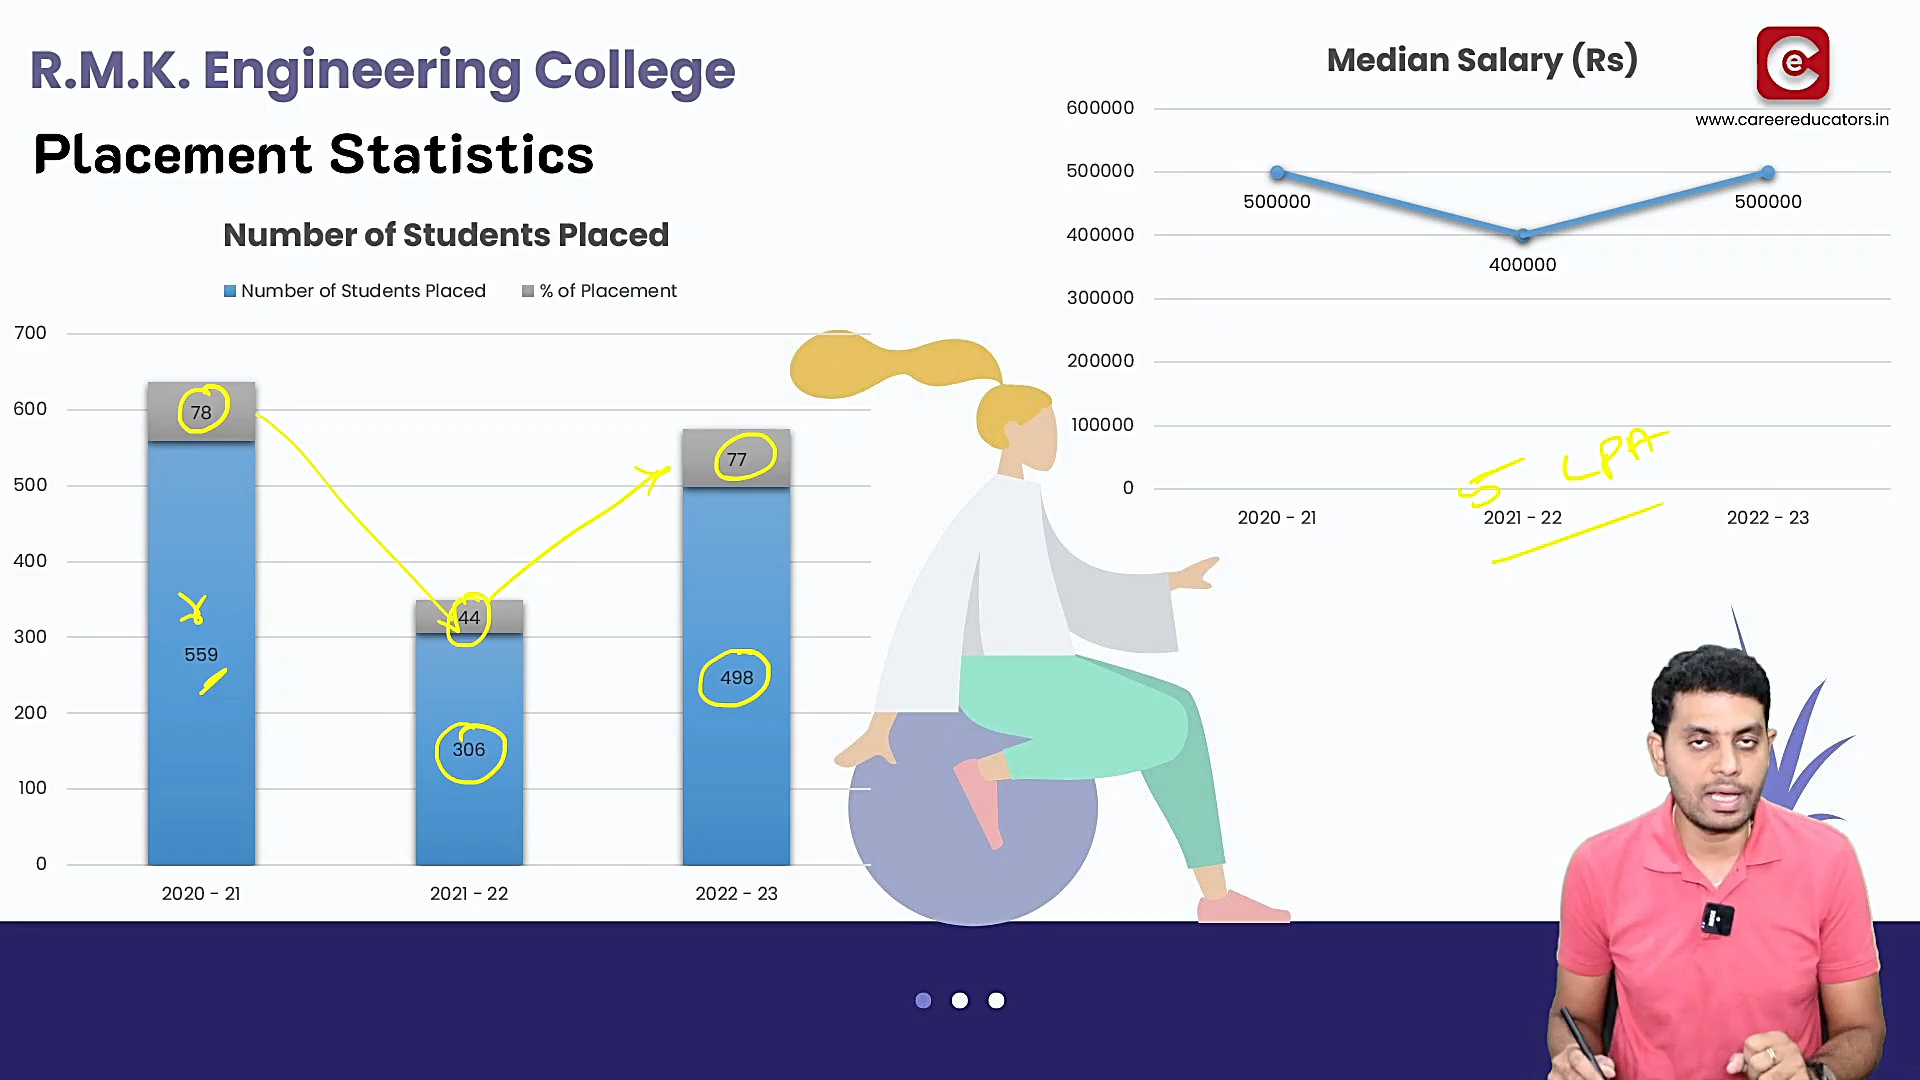 R.M.K. Engineering College
Placement Statistics
Number of Students Placed
Number of Students Placed % of Placement
700
600
500
400
300
200
100
0
78
559
44
306
77
498
2020 - 21 2021 - 22 2022 - 23
Median Salary (Rs)
e
www.careereducators.in
600000
500000
400000
300000
200000
100000
0
500000
400000
500000
5 LPA
2020 - 21 2021 - 22 2022 - 23